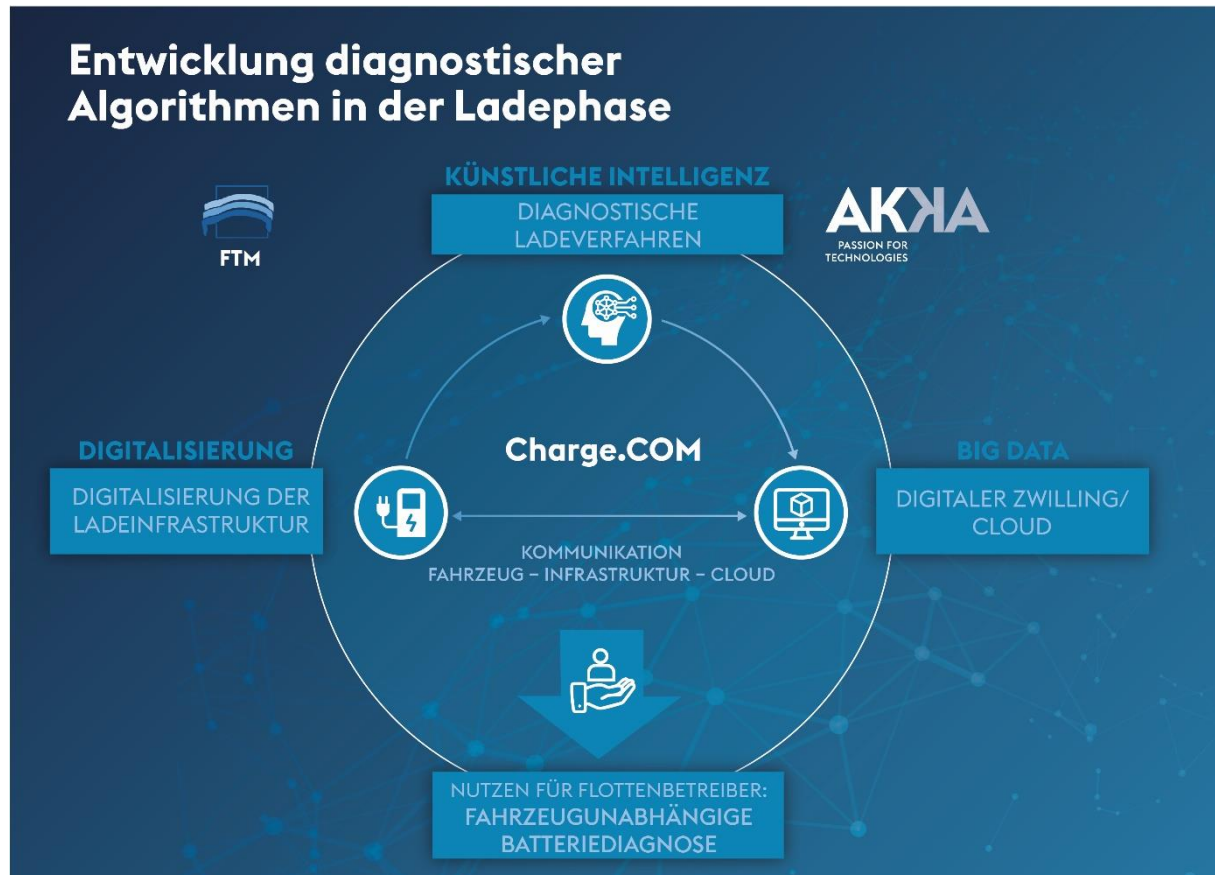 Entwicklung diagnostischer
Algorithmen in der Ladephase
FTM
KÜNSTLICHE INTELLIGENZ
DIAGNOSTISCHE
LADEVERFAHREN
AKKA
PASSION FOR
TECHNOLOGIES
DIGITALISIERUNG
DIGITALISIERUNG DER
LADEINFRASTRUKTUR
Charge.COM
BIG DATA
DIGITALER ZWILLING/
CLOUD
KOMMUNIKATION
FAHRZEUG – INFRASTRUKTUR – CLOUD
NUTZEN FÜR FLOTTENBETREIBER:
FAHRZEUGUNABHÄNGIGE
BATTERIEDIAGNOSE